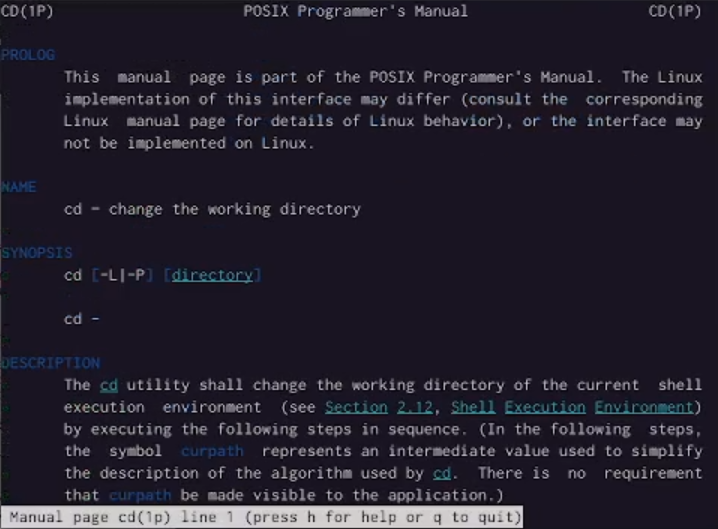 CD(1P) POSIX Programmer's Manual CD(1P)
PROLOG
This manual page is part of the POSIX Programmer's Manual. The Linux
implementation of this interface may differ (consult the corresponding
Linux manual page for details of Linux behavior), or the interface may
not be implemented on Linux.
NAME
cd - change the working directory
SYNOPSIS
cd [-L|-P] [directory]
cd -
DESCRIPTION
The cd utility shall change the working directory of the current shell
execution environment (see Section 2.12, Shell Execution Environment)
by executing the following steps in sequence. (In the following steps,
the symbol curpath represents an intermediate value used to simplify
the description of the algorithm used by cd. There is no requirement
that curpath be made visible to the application.)
Manual page cd(1p) line 1 (press h for help or q to quit)